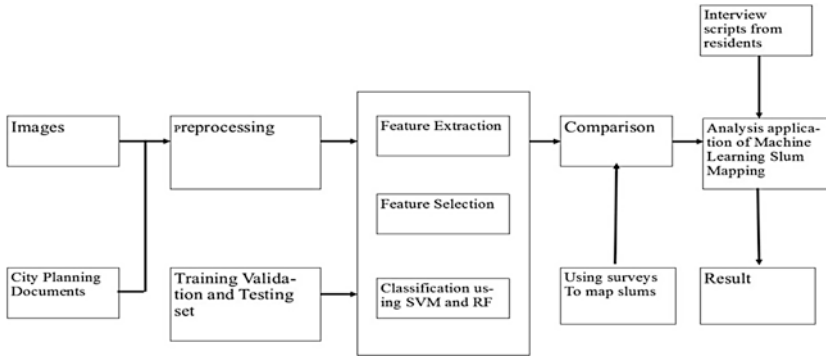 Interview
scripts from
residents
Images
preprocessing
Feature Extraction
Comparison
Analysis applica-
tion of Machine
Learning Slum
Mapping
Feature Selection
City Planning
Documents
Training Valida-
tion and Testing
set
Classification us-
ing SVM and RF
Using surveys
To map slums
Result